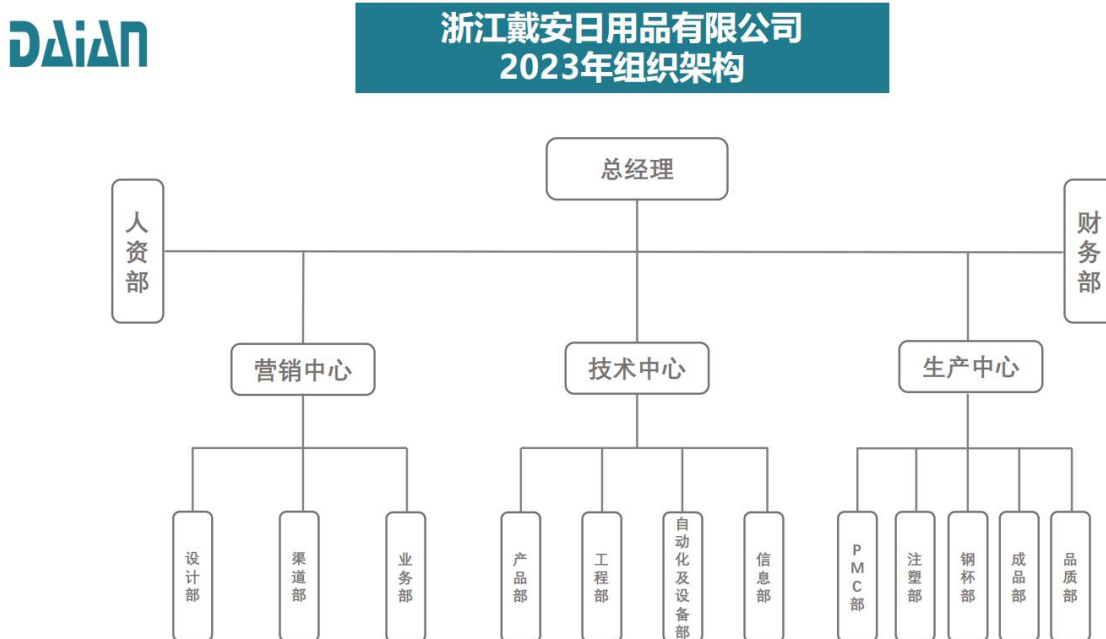 DAiAN
浙江戴安日用品有限公司
2023年组织架构
总经理
人资部
财务部
营销中心
技术中心
生产中心
设计部
渠道部
业务部
产品部
工程部
自动化及设备部
信息部
PMC部
注塑部
钢杯部
成品部
品质部